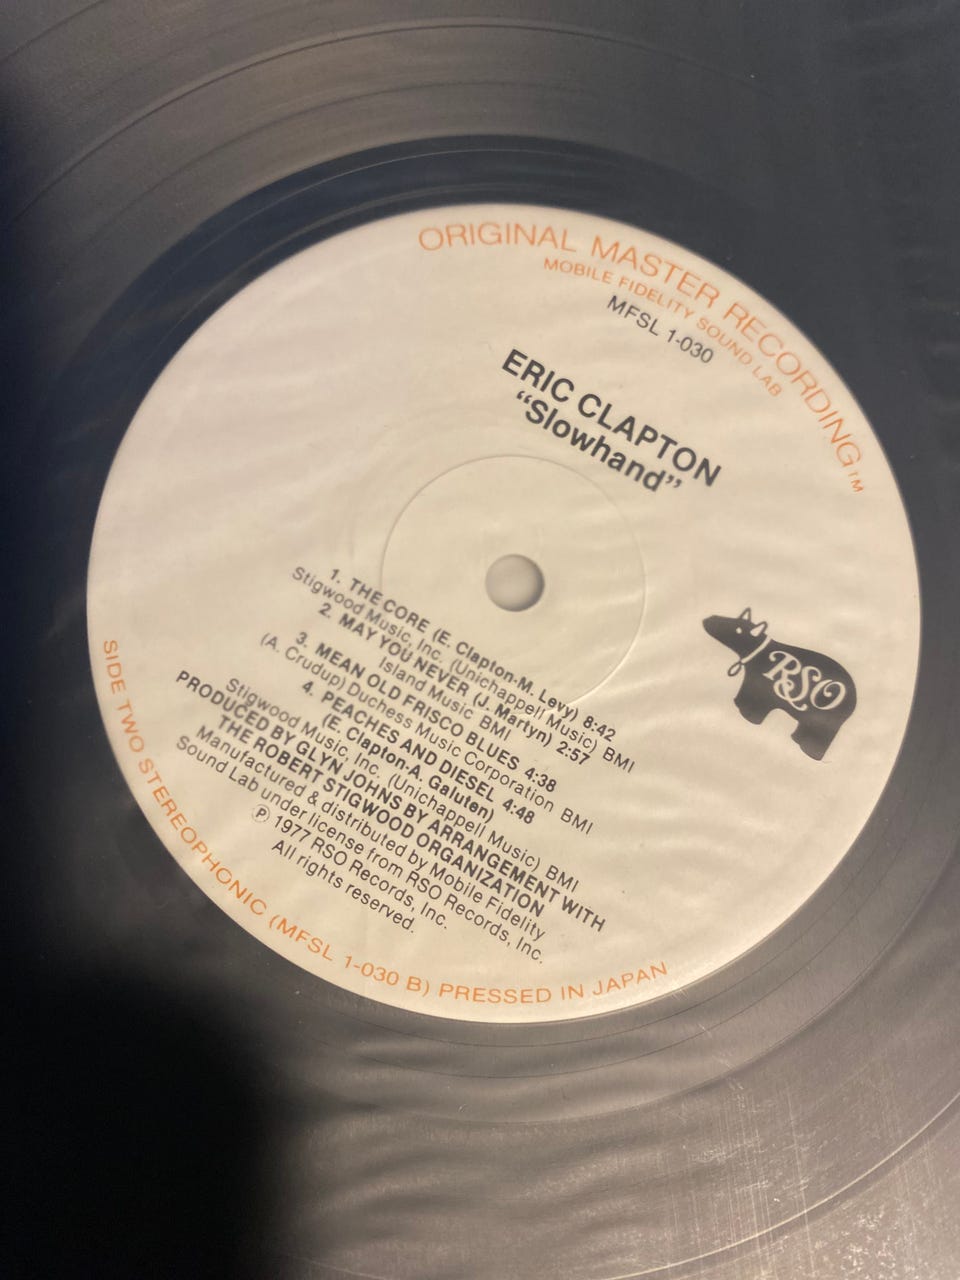 ORIGINAL MASTER RECORDING™
MOBILE FIDELITY SOUND LAB
MFSL 1-030
ERIC CLAPTON
“Slowhand”
RSO
1. THE CORE (E. Clapton-M. Levy) 8:42
Stigwood Music, Inc. (Unichappell Music) BMI
2. MAY YOU NEVER (J. Martyn) 2:57
Island Music BMI
3. MEAN OLD FRISCO BLUES 4:38
(A. Crudup) Duchess Music Corporation BMI
4. PEACHES AND DIESEL 4:48
(E. Clapton-A. Galuten)
Stigwood Music, Inc. (Unichappell Music) BMI
PRODUCED BY GLYN JOHNS BY ARRANGEMENT WITH
THE ROBERT STIGWOOD ORGANIZATION
Manufactured & distributed by Mobile Fidelity
Sound Lab under license from RSO Records, Inc.
Ⓟ 1977 RSO Records, Inc.
All rights reserved.
SIDE TWO STEREOPHONIC (MFSL 1-030 B) PRESSED IN JAPAN